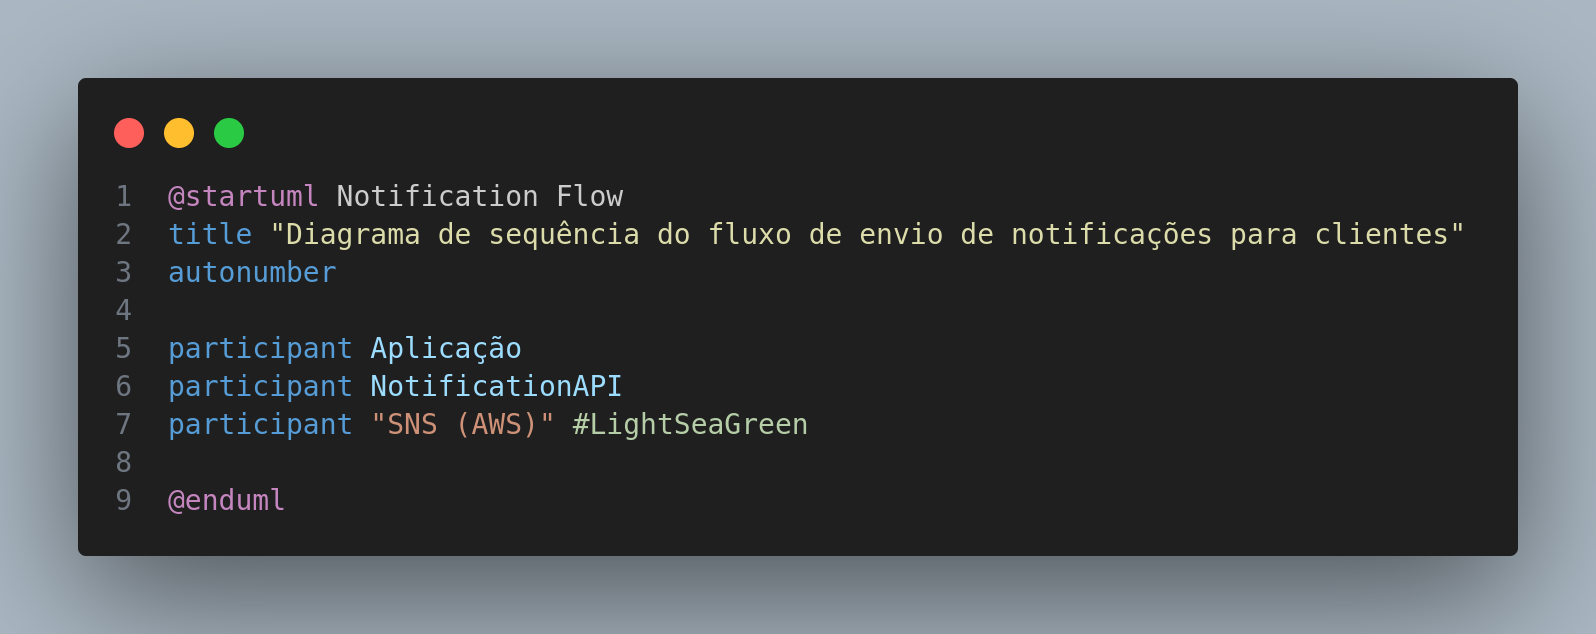 1 @startuml Notification Flow
2 title "Diagrama de sequência do fluxo de envio de notificações para clientes"
3 autonumber
4
5 participant Aplicação
6 participant NotificationAPI
7 participant "SNS (AWS)" #LightSeaGreen
8
9 @enduml